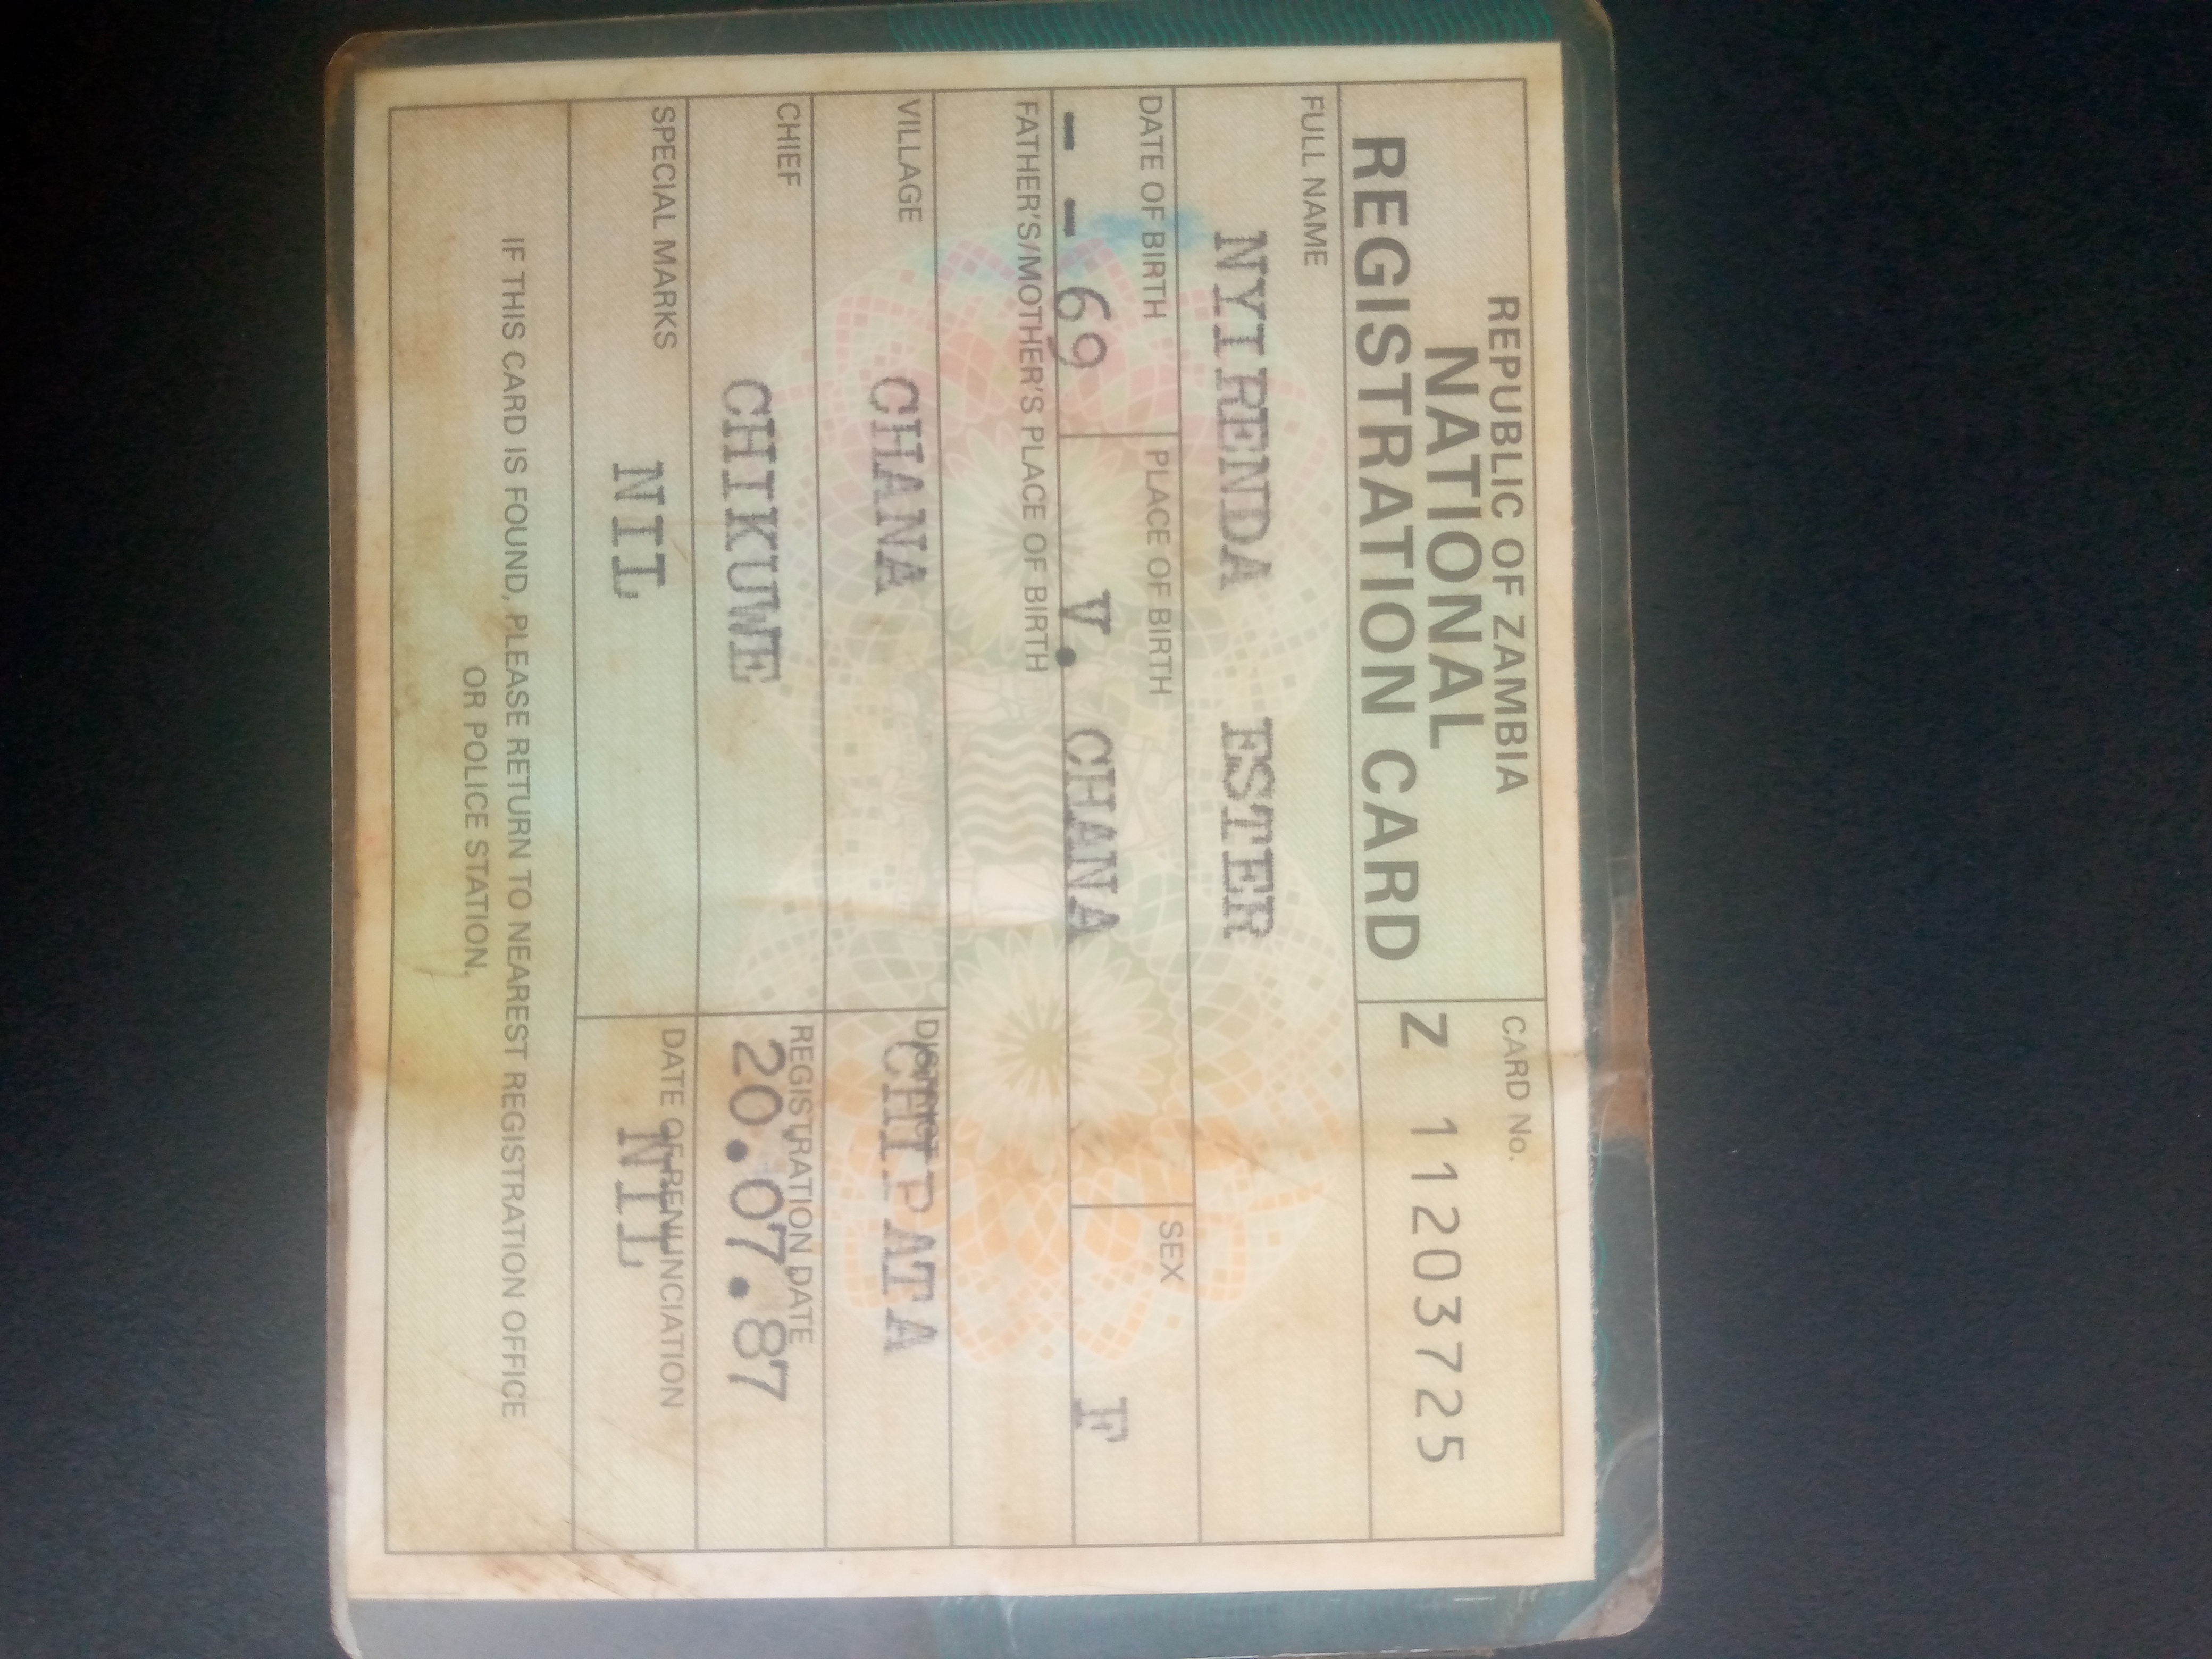 REPUBLIC OF ZAMBIA
NATIONAL
REGISTRATION CARD
CARD No.
Z 11203725
FULL NAME
NYIRENDA ESTER
DATE OF BIRTH PLACE OF BIRTH SEX
- - 69 V. CHANA F
FATHER'S/MOTHER'S PLACE OF BIRTH
VILLAGE DISTRICT
CHANA CHIPATA
CHIEF REGISTRATION DATE
CHIKUWE 20.07.87
SPECIAL MARKS DATE OF RENUNCIATION
NIL NIL
IF THIS CARD IS FOUND, PLEASE RETURN TO NEAREST REGISTRATION OFFICE
OR POLICE STATION.